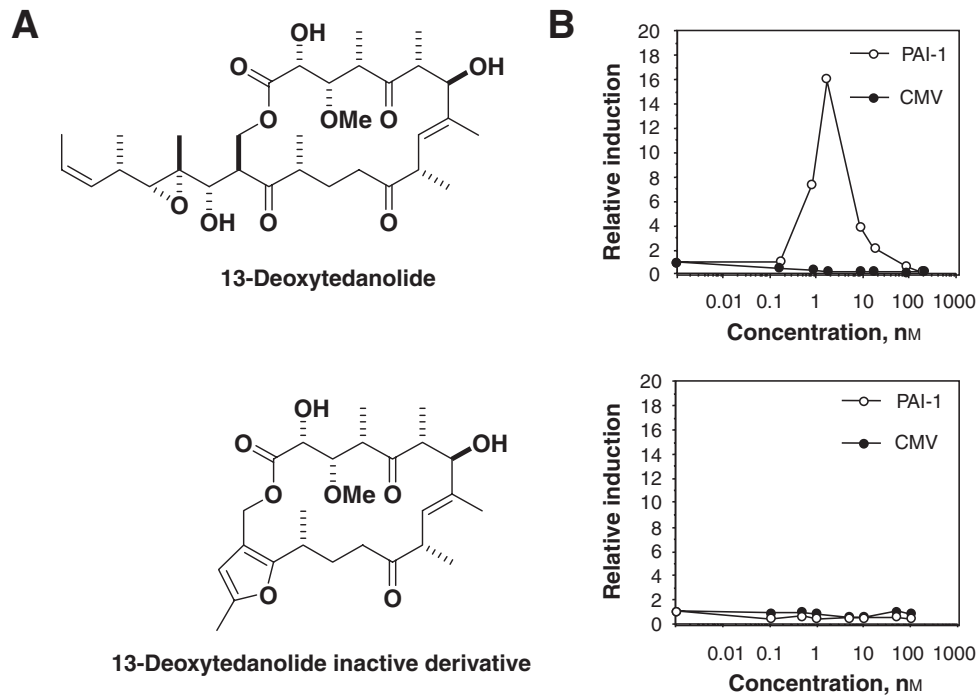 A
OH
O
OH
O
OMe O
O
O
OH
O
13-Deoxytedanolide
B
20
18
16
14
12
10
8
6
4
2
0
Relative induction
PAI-1
CMV
0.01 0.1 1 10 100 1000
Concentration, nM
OH
O
OH
O
OMe O
O
O
13-Deoxytedanolide inactive derivative
20
18
16
14
12
10
8
6
4
2
0
Relative induction
PAI-1
CMV
0.01 0.1 1 10 100 1000
Concentration, nM